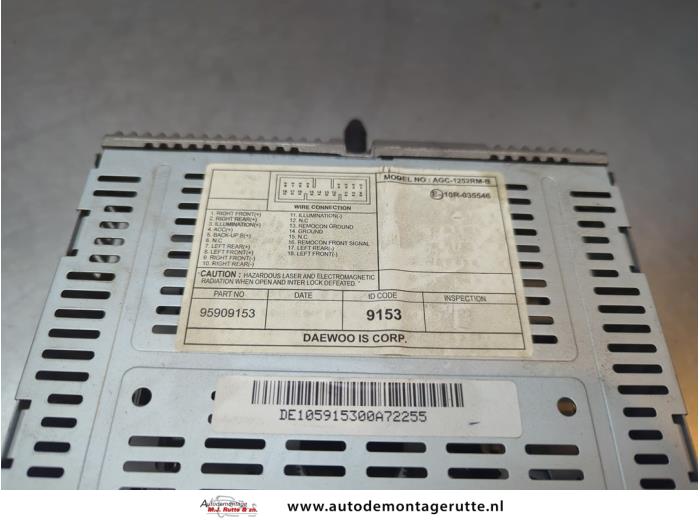 MODEL NO : AGC-1252RM-B
10R-035546
WIRE CONNECTION
1. RIGHT FRONT(+)
2. RIGHT REAR(+)
3. ILLUMINATION(+)
4. ACC(+)
5. BACK-UP,B(+)
6. N.C
7. LEFT REAR(+)
8. LEFT FRONT(+)
9. RIGHT FRONT(-)
10. RIGHT REAR(-)
11. ILLUMINATION(-)
12. N.C
13. REMOCON GROUND
14. GROUND
15. N.C
16. REMOCON FRONT SIGNAL
17. LEFT REAR(-)
18. LEFT FRONT(-)
CAUTION : HAZARDOUS LASER AND ELECTROMAGNETIC
RADIATION WHEN OPEN AND INTER LOCK DEFEATED. "
PART NO DATE ID CODE INSPECTION
95909153 9153
DAEWOO IS CORP.
DE105915300A72255
Autodemontage
M.J. Rutte & zn.
www.autodemontagerutte.nl